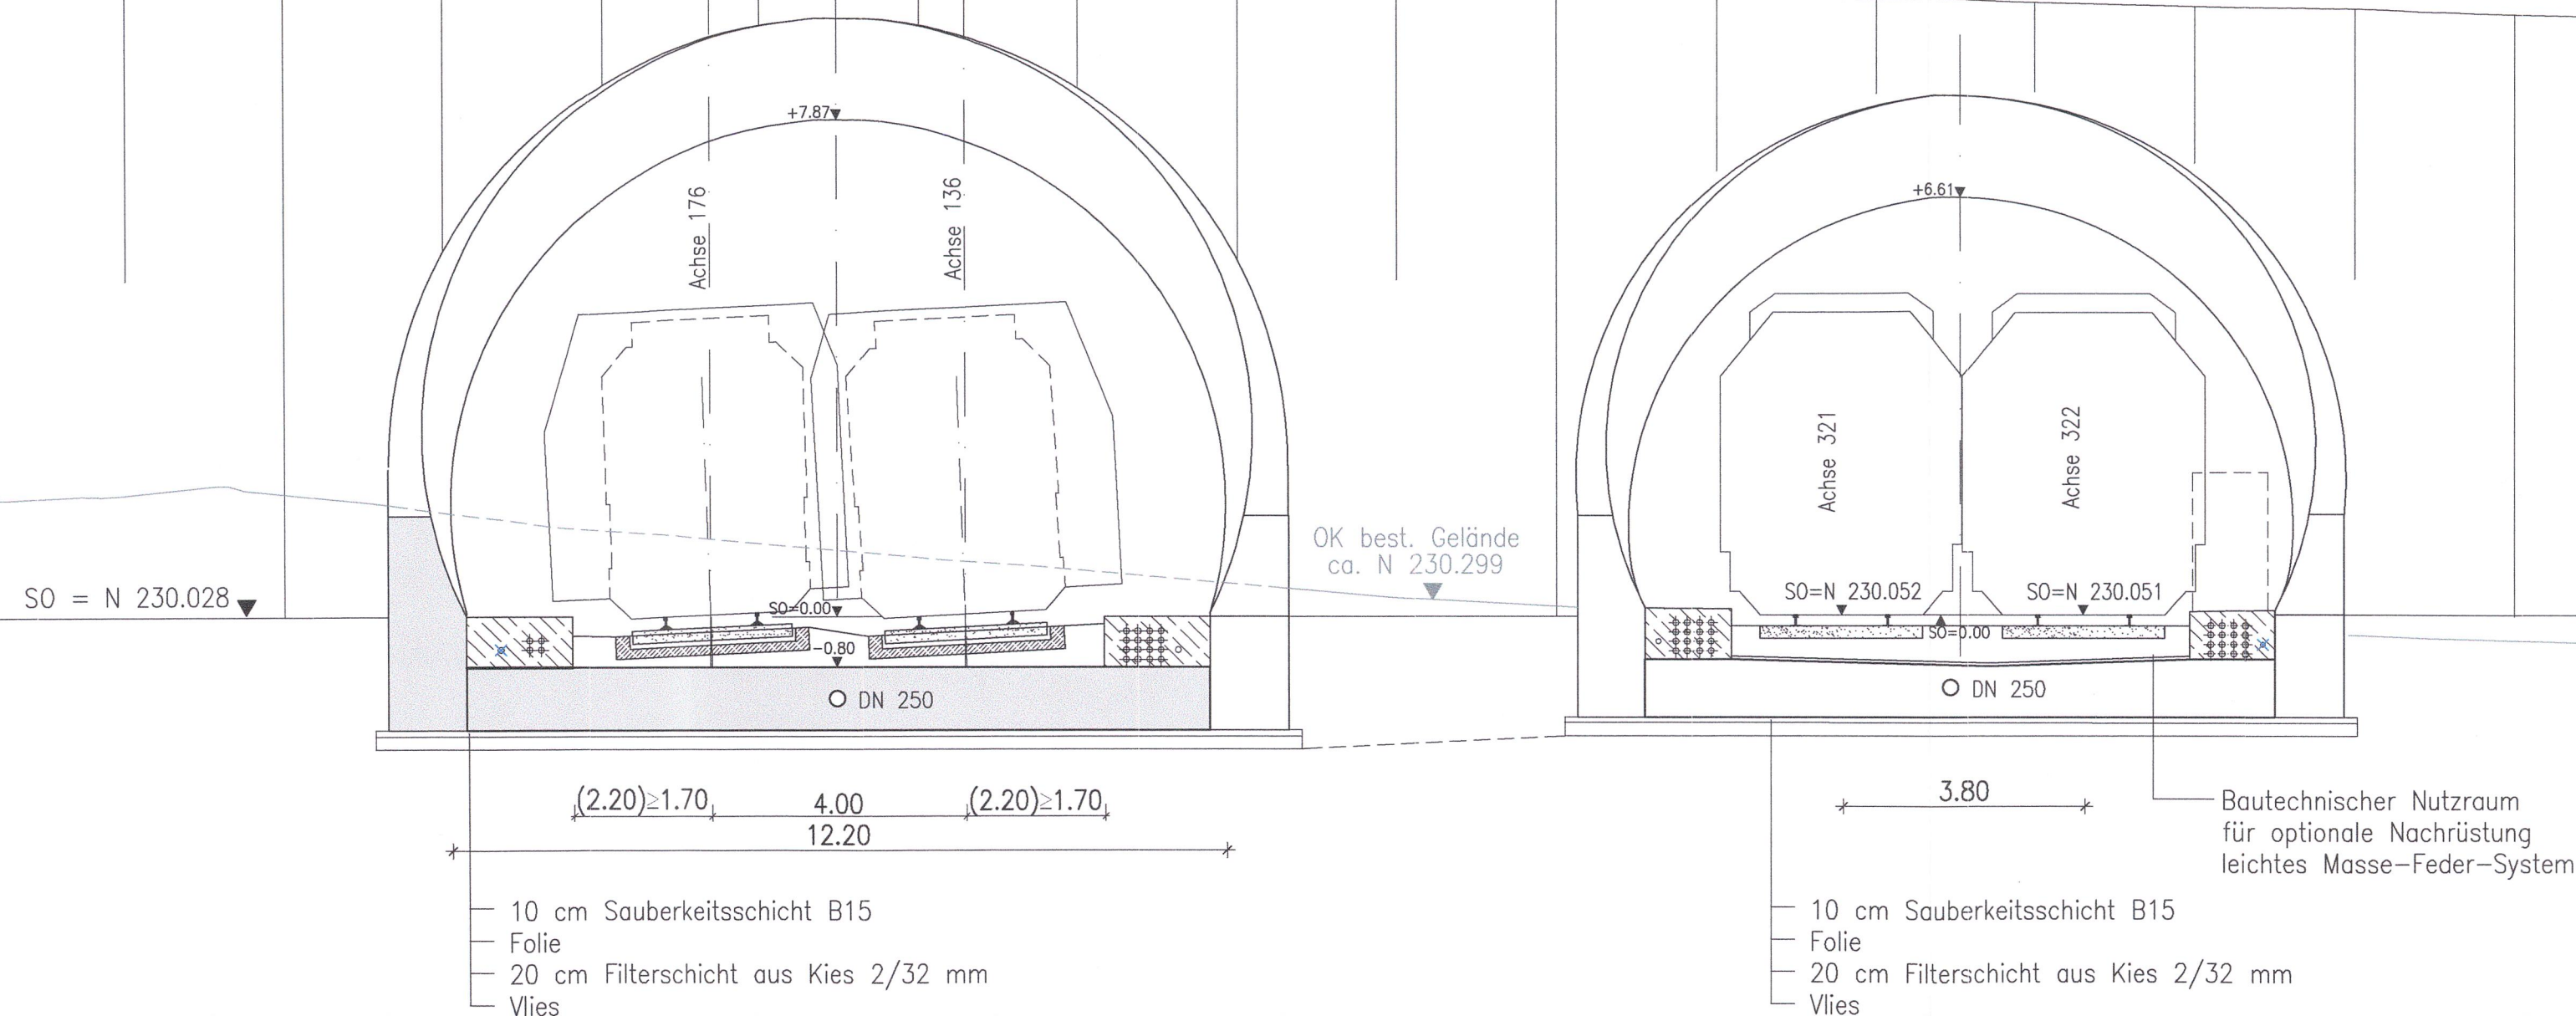 +7.87
Achse 176
Achse 136
SO = N 230.028
SO=0.00
-0.80
DN 250
(2.20)≥1.70
4.00
(2.20)≥1.70
12.20
10 cm Sauberkeitsschicht B15
Folie
20 cm Filterschicht aus Kies 2/32 mm
Vlies
OK best. Gelände
ca. N 230.299
+6.61
Achse 321
Achse 322
SO=N 230.052
SO=N 230.051
SO=0.00
DN 250
3.80
Bautechnischer Nutzraum
für optionale Nachrüstung
leichtes Masse-Feder-System
10 cm Sauberkeitsschicht B15
Folie
20 cm Filterschicht aus Kies 2/32 mm
Vlies